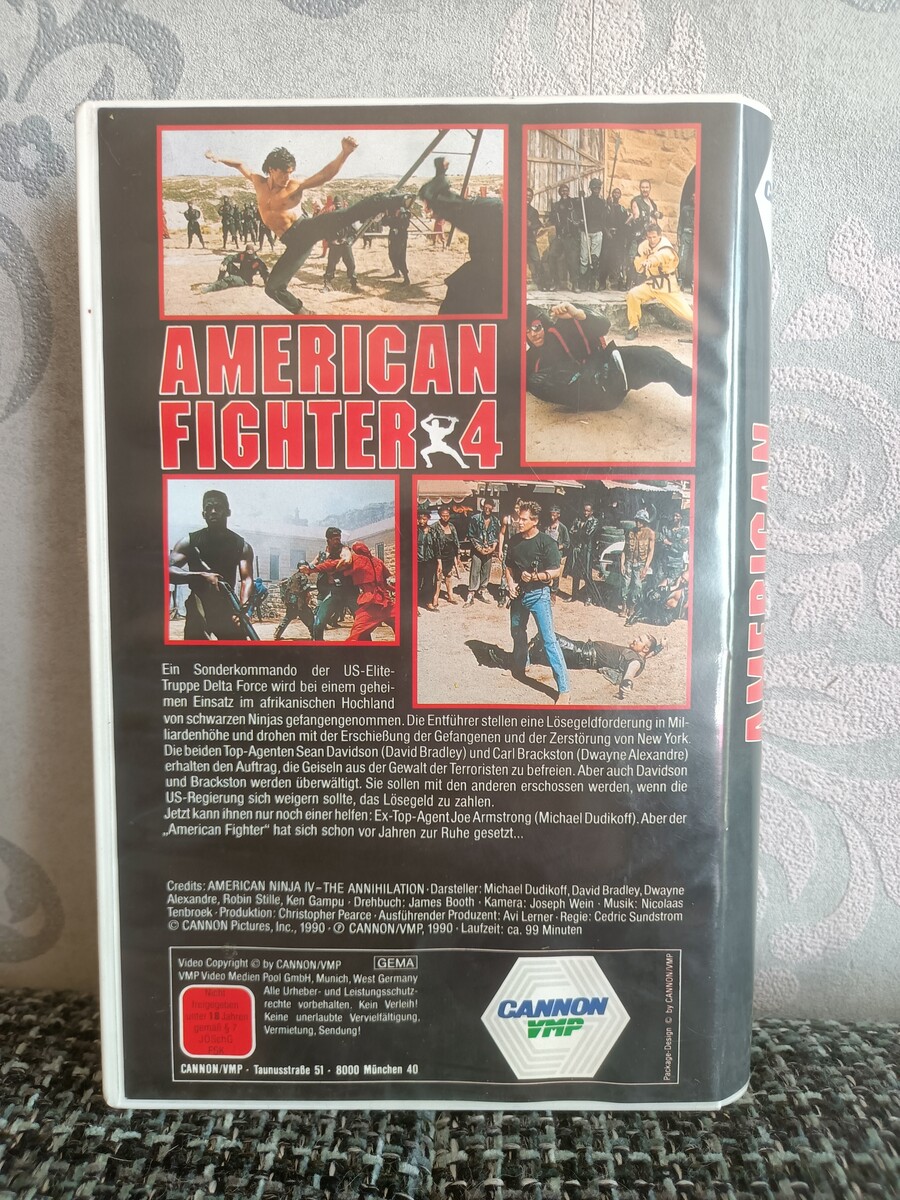 AMERICAN
FIGHTER 4
Ein Sonderkommando der US-Elite-
Truppe Delta Force wird bei einem gehei-
men Einsatz im afrikanischen Hochland
von schwarzen Ninjas gefangengenommen. Die Entführer stellen eine Lösegeldforderung in Mil-
liardenhöhe und drohen mit der Erschießung der Gefangenen und der Zerstörung von New York.
Die beiden Top-Agenten Sean Davidson (David Bradley) und Carl Brackston (Dwayne Alexandre)
erhalten den Auftrag, die Geiseln aus der Gewalt der Terroristen zu befreien. Aber auch Davidson
und Brackston werden überwältigt. Sie sollen mit den anderen erschossen werden, wenn die
US-Regierung sich weigern sollte, das Lösegeld zu zahlen.
Jetzt kann ihnen nur noch einer helfen: Ex-Top-Agent Joe Armstrong (Michael Dudikoff). Aber der
„American Fighter" hat sich schon vor Jahren zur Ruhe gesetzt...
Credits: AMERICAN NINJA IV – THE ANNIHILATION · Darsteller: Michael Dudikoff, David Bradley, Dwayne
Alexandre, Robin Stille, Ken Gampu · Drehbuch: James Booth · Kamera: Joseph Wein · Musik: Nicolaas
Tenbroek · Produktion: Christopher Pearce · Ausführender Produzent: Avi Lerner · Regie: Cedric Sundstrom
© CANNON Pictures, Inc., 1990 · ℗ CANNON/VMP, 1990 · Laufzeit: ca. 99 Minuten
Video Copyright © by CANNON/VMP GEMA
VMP Video Medien Pool GmbH, Munich, West Germany
Alle Urheber- und Leistungsschutz-
rechte vorbehalten. Kein Verleih!
Keine unerlaubte Vervielfältigung,
Vermietung, Sendung!
Nicht
freigegeben
unter 18 Jahren
gemäß § 7
JÖSchG
FSK
CANNON/VMP · Taunusstraße 51 · 8000 München 40
CANNON
VMP
Package-Design © by CANNON/VMP
AMERICAN